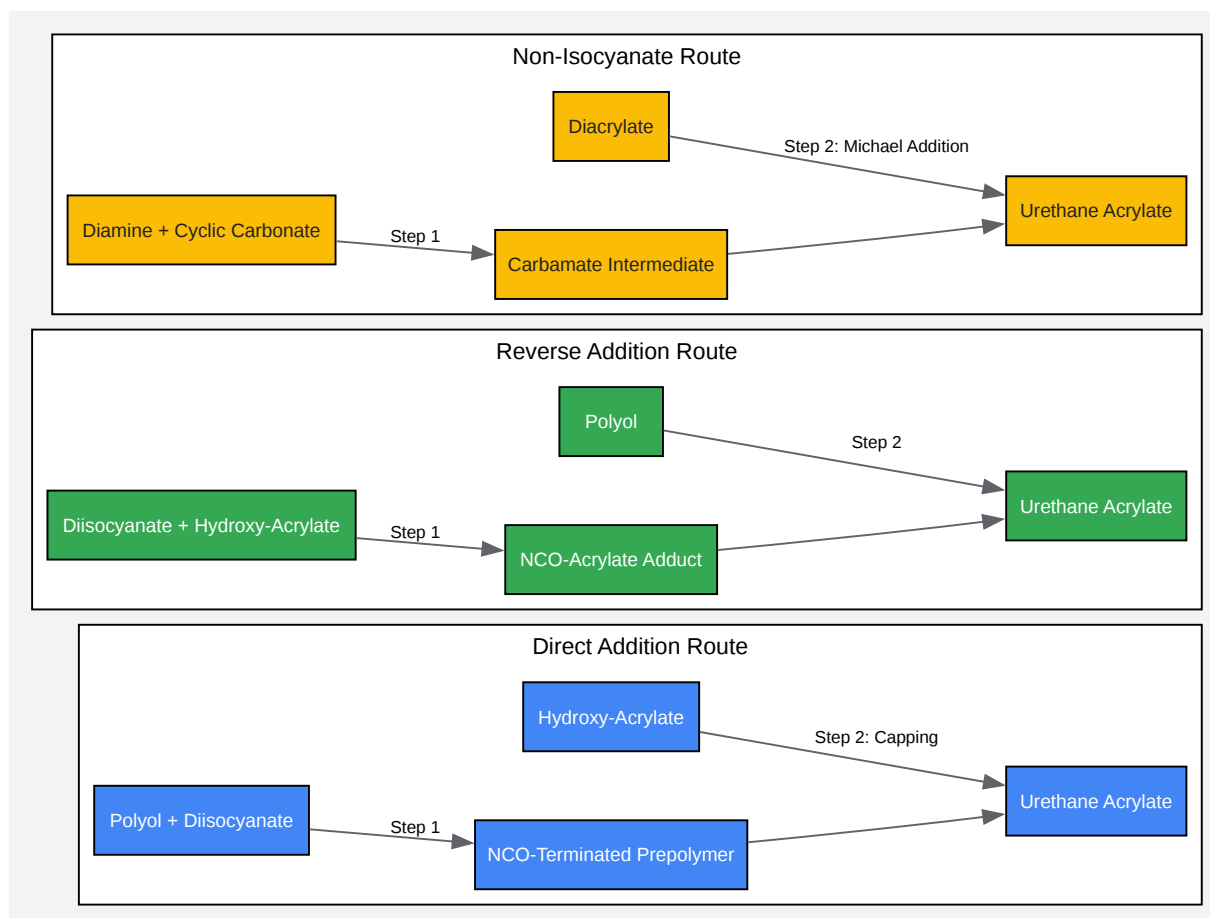 Non-Isocyanate Route
Diacrylate
Step 2: Michael Addition
Urethane Acrylate
Diamine + Cyclic Carbonate
Step 1
Carbamate Intermediate
Reverse Addition Route
Polyol
Step 2
Urethane Acrylate
Diisocyanate + Hydroxy-Acrylate
Step 1
NCO-Acrylate Adduct
Direct Addition Route
Hydroxy-Acrylate
Step 2: Capping
Urethane Acrylate
Polyol + Diisocyanate
Step 1
NCO-Terminated Prepolymer